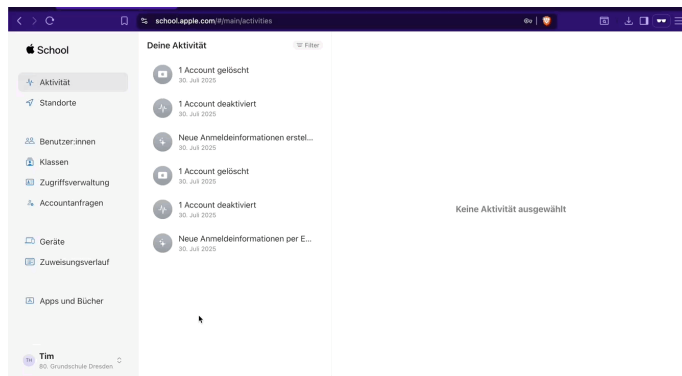 school.apple.com/#/main/activities
School
Aktivität
Standorte
Benutzer:innen
Klassen
Zugriffsverwaltung
Accountanfragen
Geräte
Zuweisungsverlauf
Apps und Bücher
TH
Tim
80. Grundschule Dresden
Deine Aktivität
Filter
1 Account gelöscht
30. Juli 2025
1 Account deaktiviert
30. Juli 2025
Neue Anmeldeinformationen erstel...
30. Juli 2025
1 Account gelöscht
30. Juli 2025
1 Account deaktiviert
30. Juli 2025
Neue Anmeldeinformationen per E...
30. Juli 2025
Keine Aktivität ausgewählt